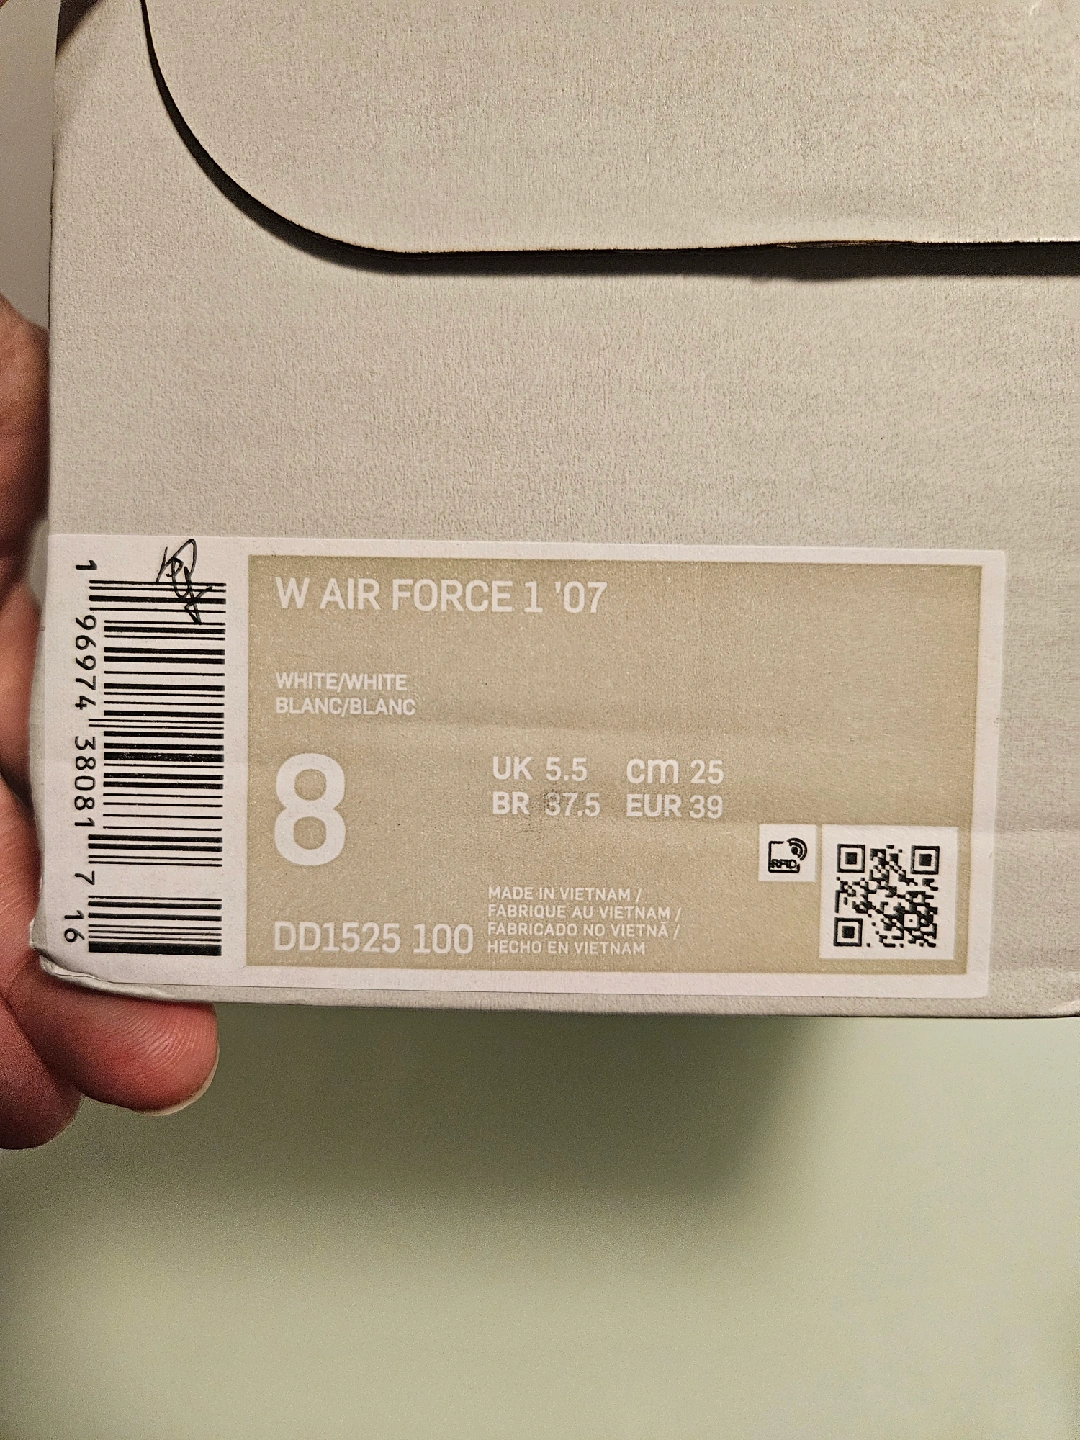 W AIR FORCE 1 '07
WHITE/WHITE
BLANC/BLANC
8
UK 5.5 cm 25
BR 37.5 EUR 39
DD1525 100
MADE IN VIETNAM /
FABRIQUE AU VIETNAM /
FABRICADO NO VIETNÃ /
HECHO EN VIETNAM
RFID
1 96974 38081 7 16